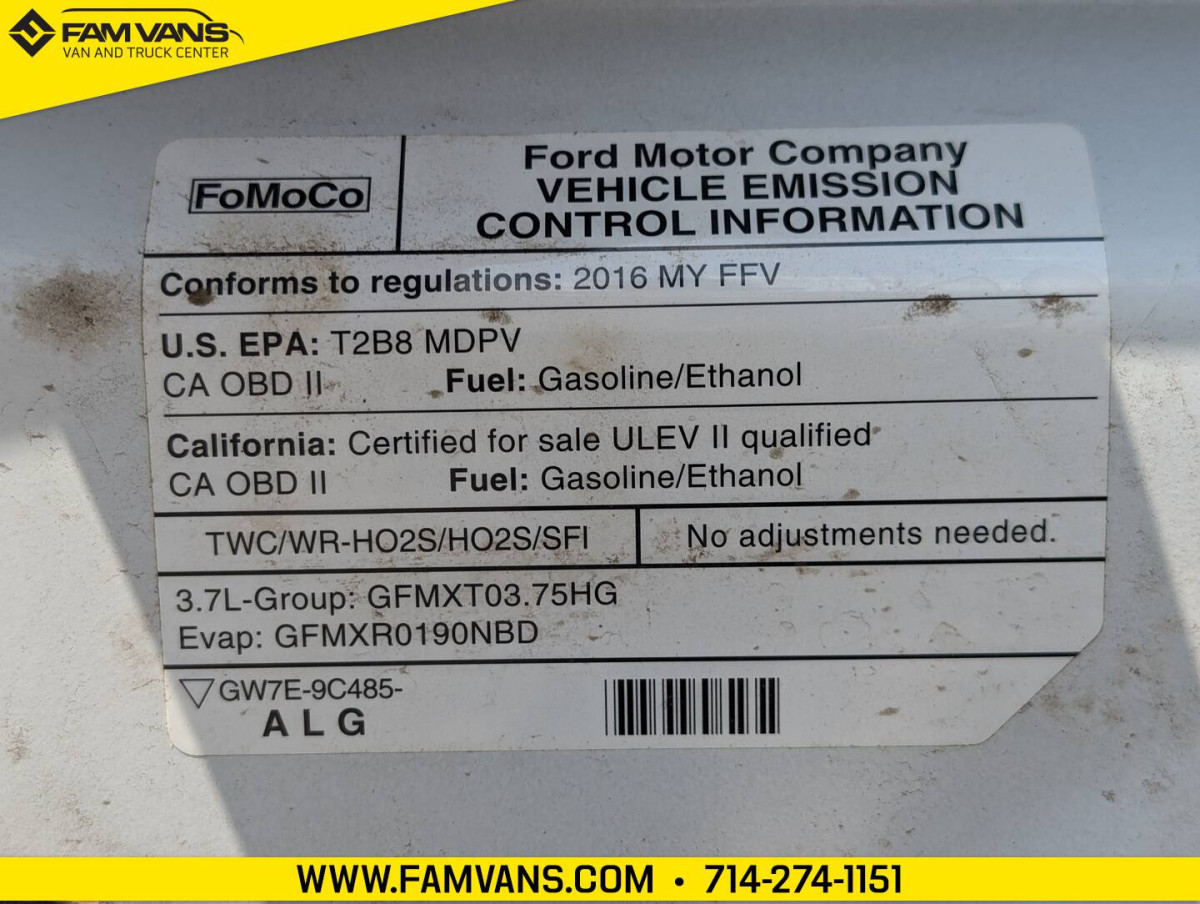 FAM VANS
VAN AND TRUCK CENTER
FoMoCo
Ford Motor Company
VEHICLE EMISSION
CONTROL INFORMATION
Conforms to regulations: 2016 MY FFV
U.S. EPA: T2B8 MDPV
CA OBD II Fuel: Gasoline/Ethanol
California: Certified for sale ULEV II qualified
CA OBD II Fuel: Gasoline/Ethanol
TWC/WR-HO2S/HO2S/SFI
No adjustments needed.
3.7L-Group: GFMXT03.75HG
Evap: GFMXR0190NBD
GW7E-9C485-
A L G
WWW.FAMVANS.COM • 714-274-1151